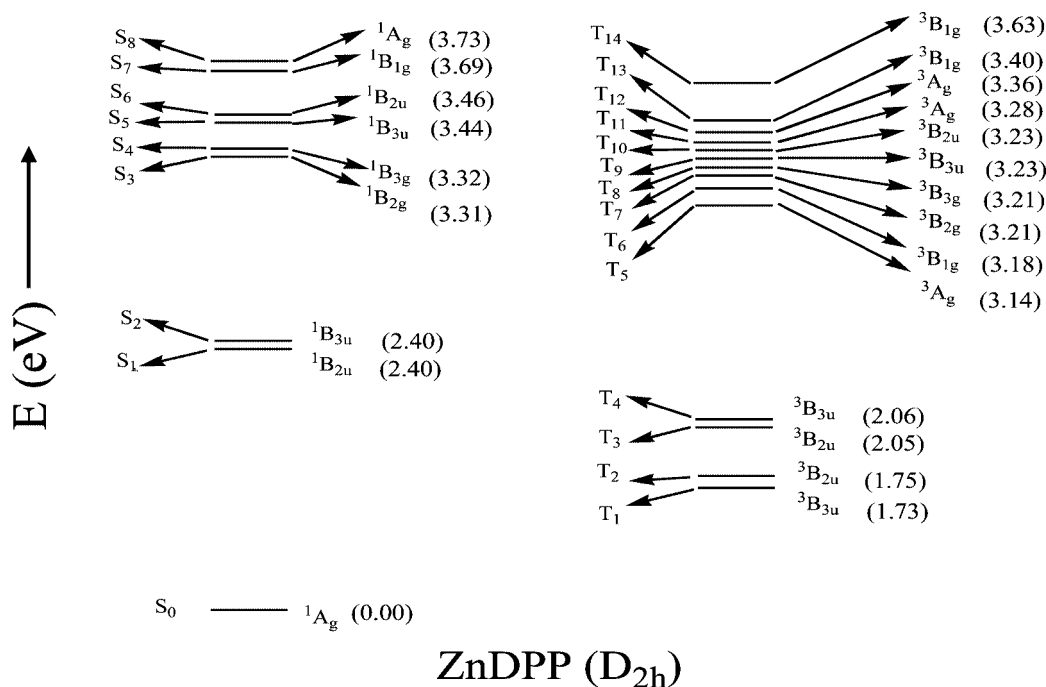 S₈ ¹Ag (3.73)
S₇ ¹B₁g (3.69)
S₆ ¹B₂u (3.46)
S₅ ¹B₃u (3.44)
S₄ ¹B₃g (3.32)
S₃ ¹B₂g (3.31)
S₂ ¹B₃u (2.40)
S₁ ¹B₂u (2.40)
S₀ ¹Ag (0.00)
E (eV)
T₁₄ ³B₁g (3.63)
T₁₃ ³B₁g (3.40)
T₁₂ ³Ag (3.36)
T₁₁ ³Ag (3.28)
T₁₀ ³B₂u (3.23)
T₉ ³B₃u (3.23)
T₈ ³B₃g (3.21)
T₇ ³B₂g (3.21)
T₆ ³B₁g (3.18)
T₅ ³Ag (3.14)
T₄ ³B₃u (2.06)
T₃ ³B₂u (2.05)
T₂ ³B₂u (1.75)
T₁ ³B₃u (1.73)
ZnDPP (D₂h)